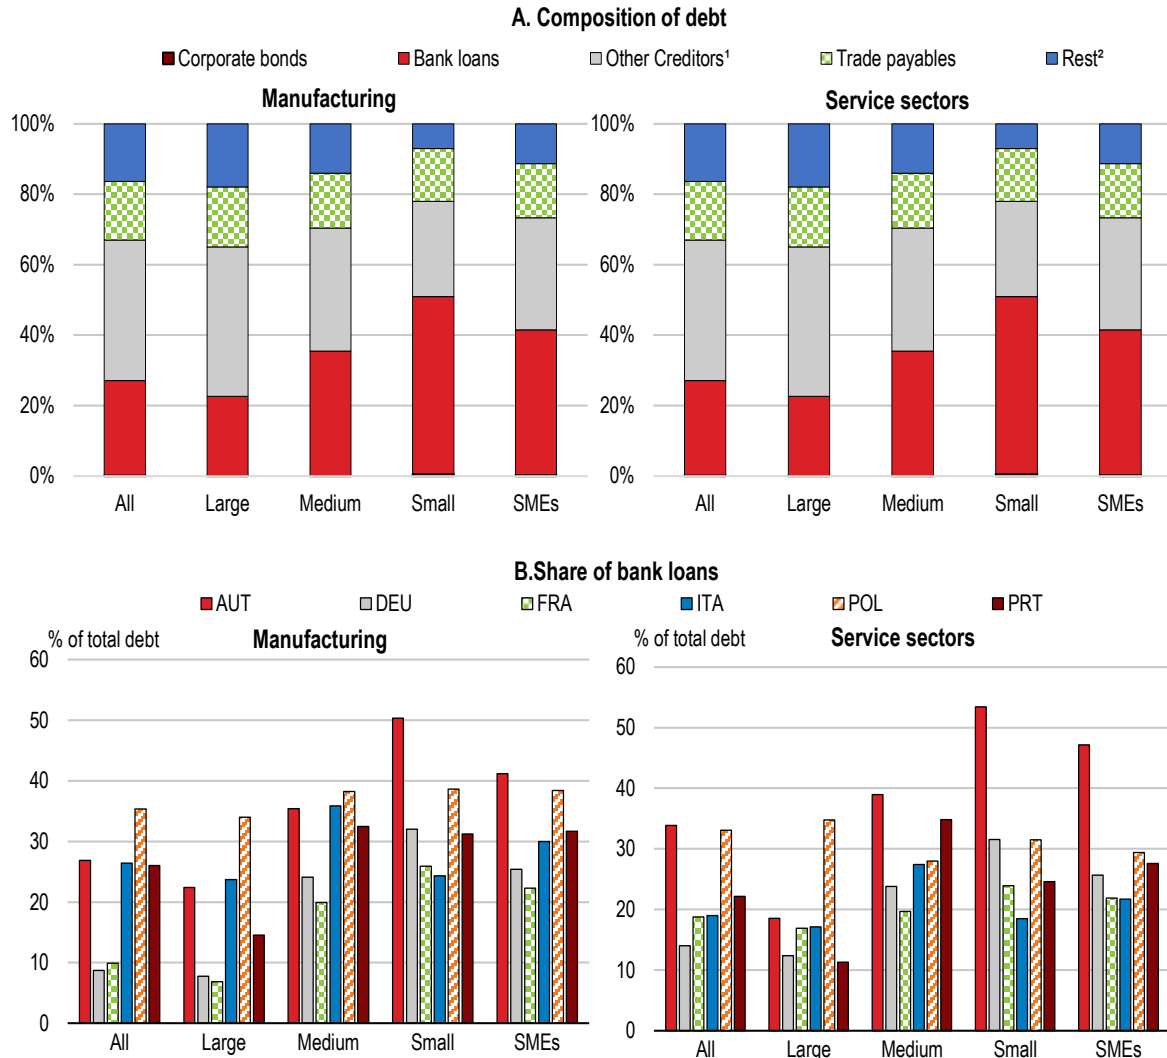 A. Composition of debt
Corporate bonds Bank loans Other Creditors¹ Trade payables Rest²
Manufacturing Service sectors
100% 100%
80% 80%
60% 60%
40% 40%
20% 20%
0% 0%
All Large Medium Small SMEs All Large Medium Small SMEs
B.Share of bank loans
AUT DEU FRA ITA POL PRT
% of total debt Manufacturing % of total debt Service sectors
60 60
50 50
40 40
30 30
20 20
10 10
0 0
All Large Medium Small SMEs All Large Medium Small SMEs